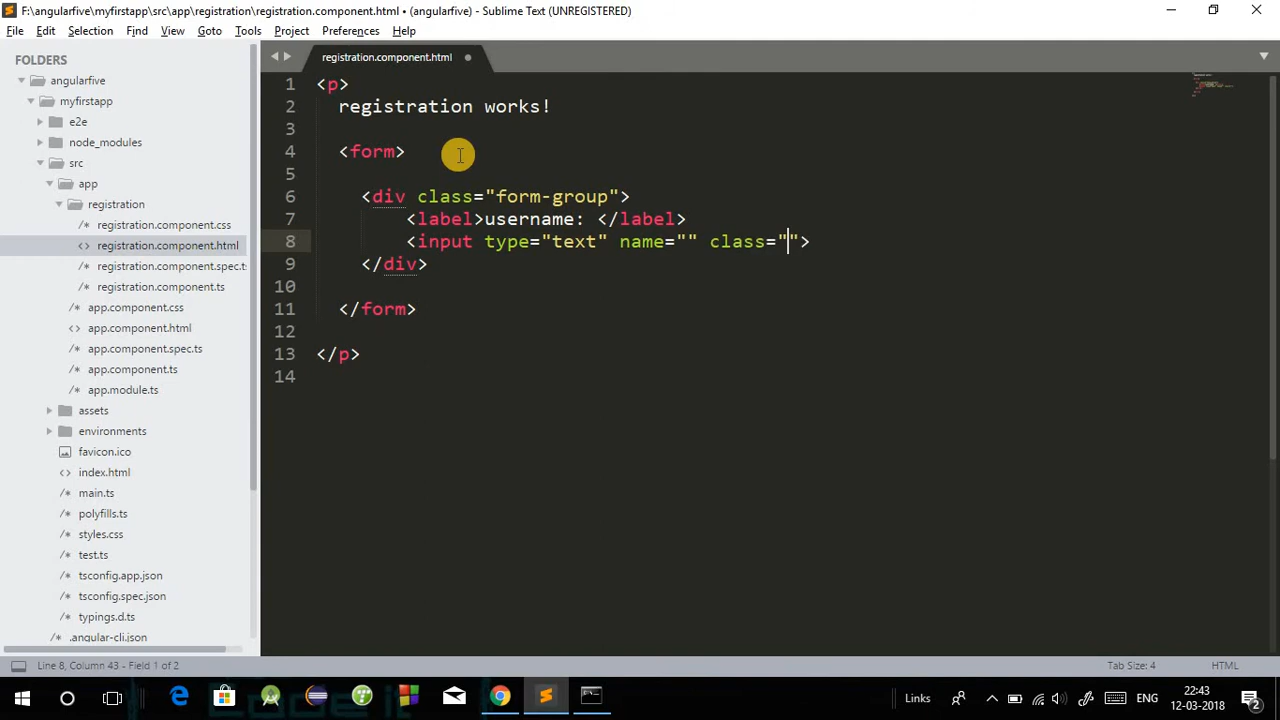 F:\angularfive\myfirstapp\src\app\registration\registration.component.html • (angularfive) - Sublime Text (UNREGISTERED)
File Edit Selection Find View Goto Tools Project Preferences Help
FOLDERS
angularfive
myfirstapp
e2e
node_modules
src
app
registration
/* registration.component.css
<> registration.component.html
/* registration.component.spec.t
/* registration.component.ts
/* app.component.css
<> app.component.html
/* app.component.spec.ts
/* app.component.ts
/* app.module.ts
assets
environments
favicon.ico
<> index.html
/* main.ts
/* polyfills.ts
/* styles.css
/* test.ts
/* tsconfig.app.json
/* tsconfig.spec.json
/* typings.d.ts
/* .angular-cli.json
registration.component.html
1 <p>
2 registration works!
3
4 <form>
5
6 <div class="form-group">
7 <label>username: </label>
8 <input type="text" name="" class="">
9 </div>
10
11 </form>
12
13 </p>
14
Line 8, Column 43 - Field 1 of 2
Tab Size: 4
HTML
Links
ENG
22:43
12-03-2018
2